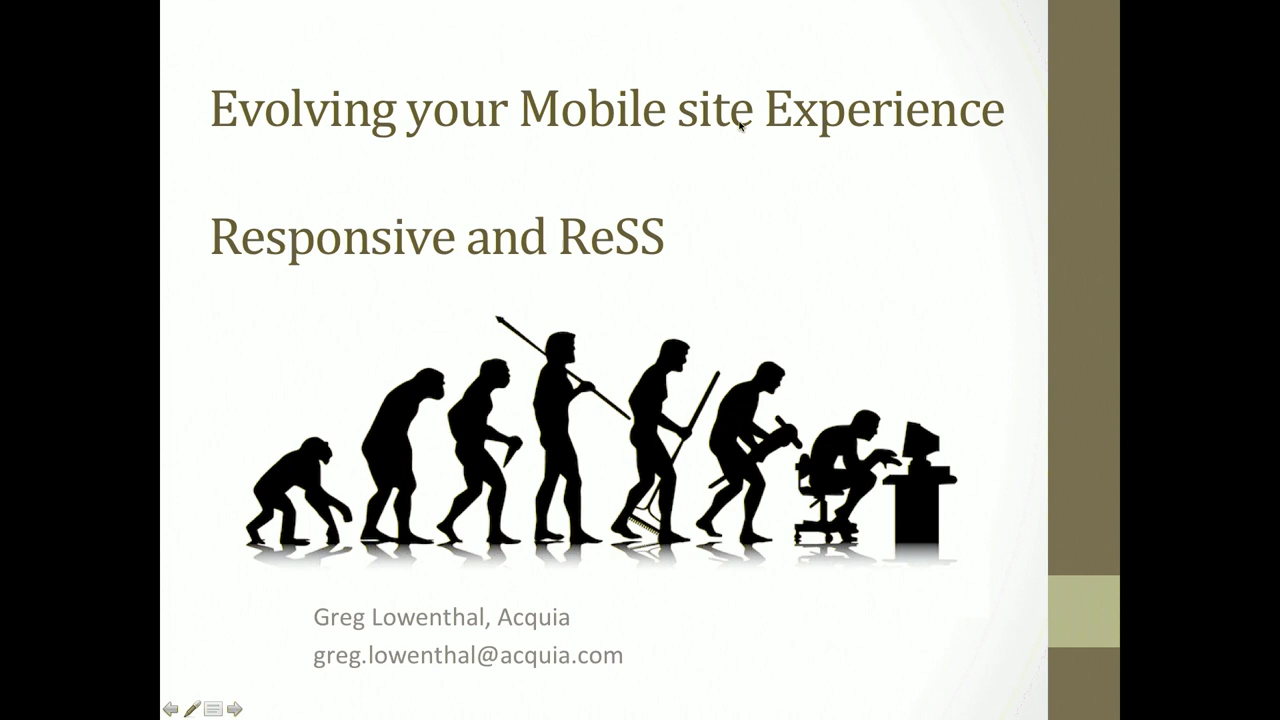 Evolving your Mobile site Experience
Responsive and ReSS
Greg Lowenthal, Acquia
greg.lowenthal@acquia.com